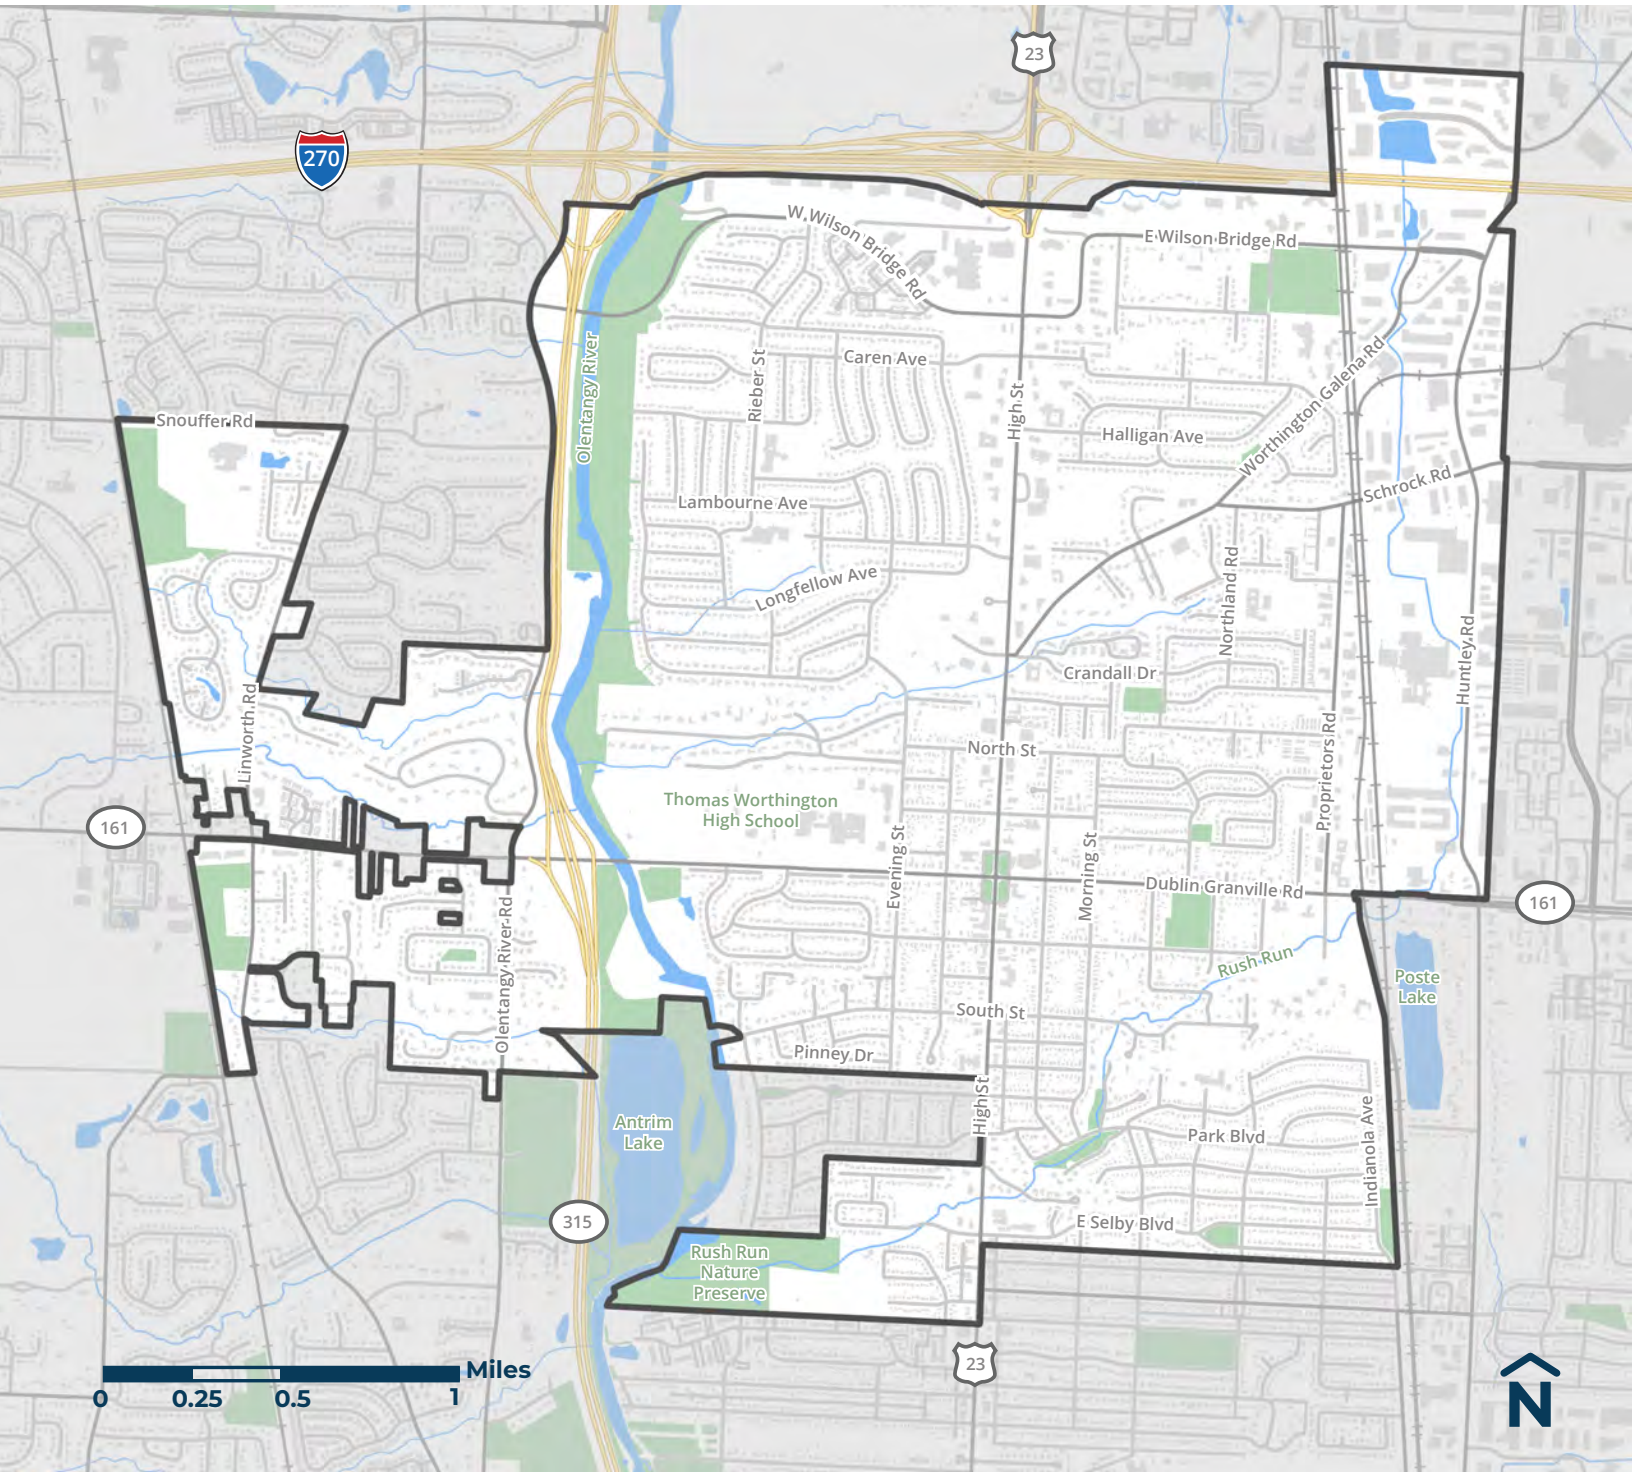 23
270
W. Wilson Bridge Rd
E Wilson Bridge Rd
Olentangy River
Rieber St
Caren Ave
High St
Worthington Galena Rd
Snouffer Rd
Halligan Ave
Lambourne Ave
Schrock Rd
Longfellow Ave
Northland Rd
Huntley Rd
Crandall Dr
Linworth Rd
North St
Proprietors Rd
Thomas Worthington
High School
161
Evening St
Morning St
Dublin Granville Rd
161
Olentangy River Rd
Rush Run
Poste
Lake
South St
Pinney Dr
High St
Antrim
Lake
Park Blvd
Indianola Ave
315
E Selby Blvd
Rush Run
Nature
Preserve
23
Miles
0 0.25 0.5 1
N